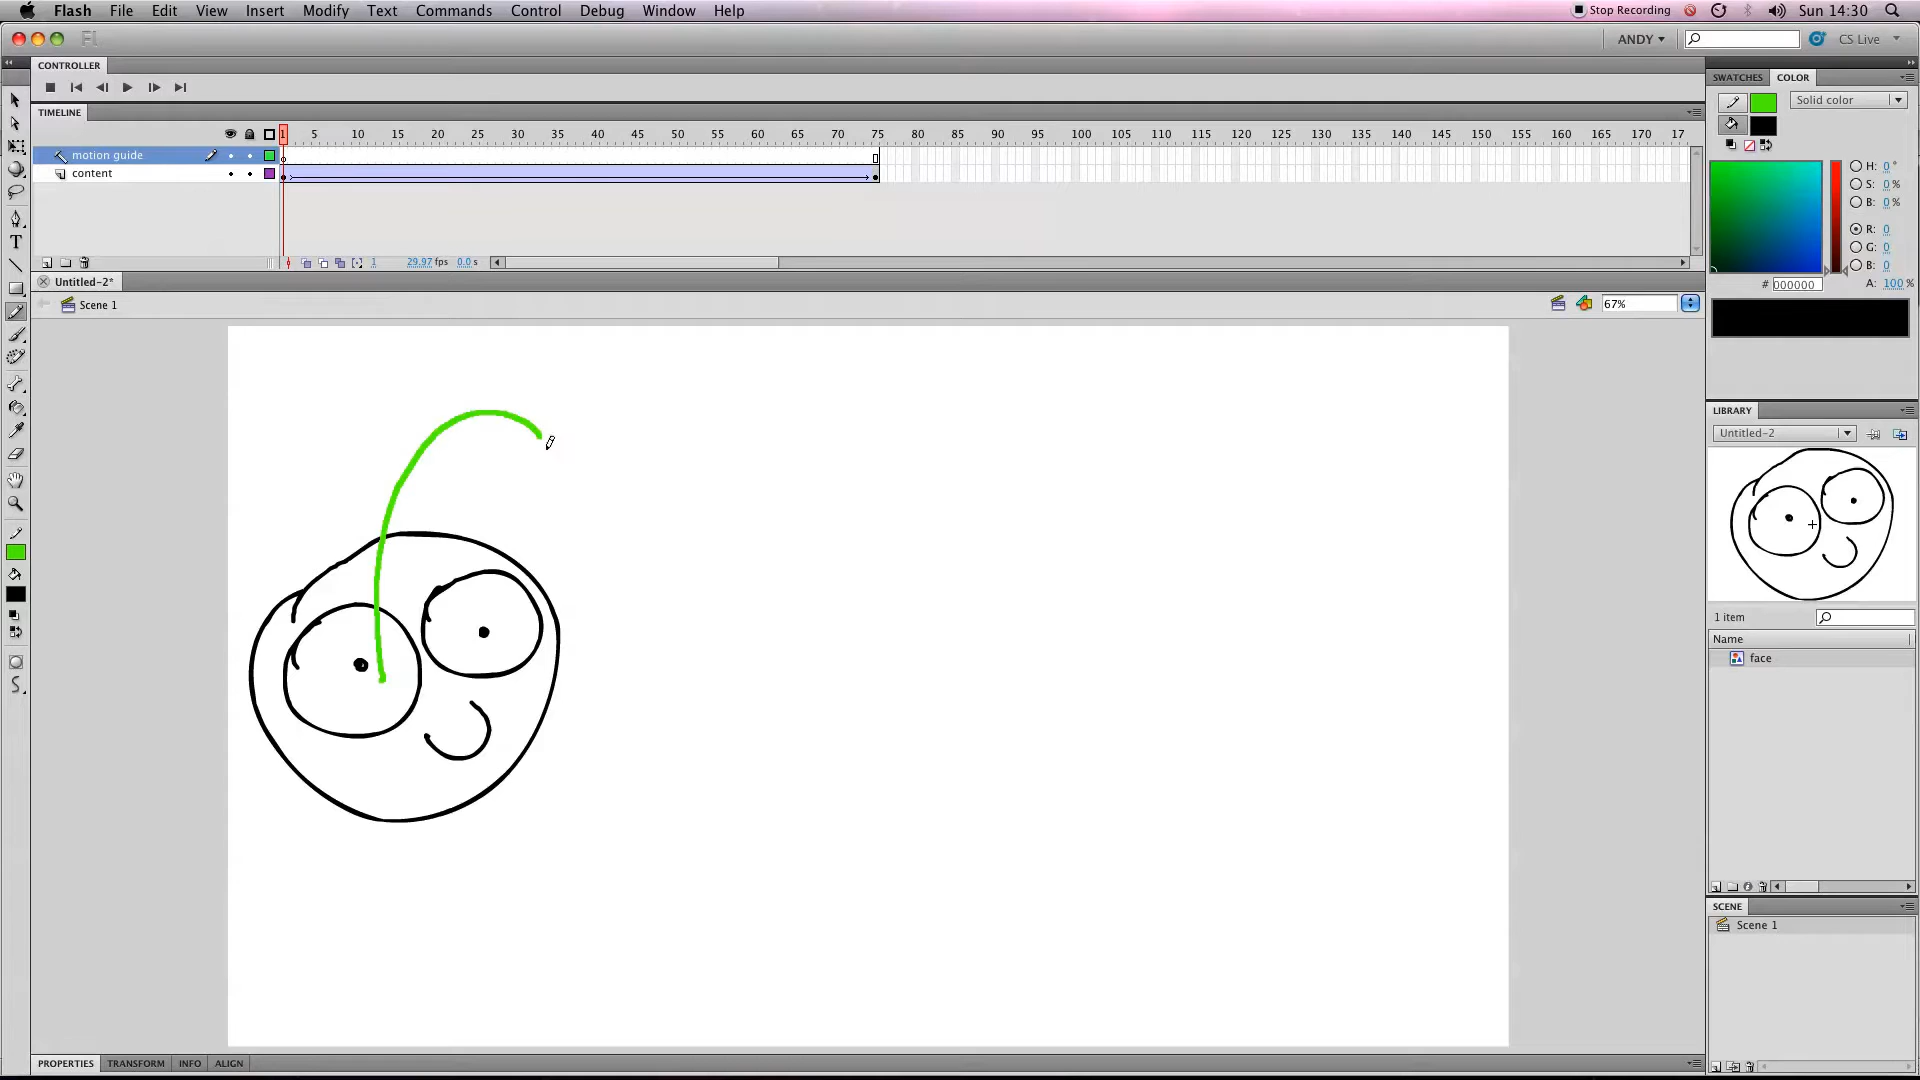 Flash File Edit View Insert Modify Text Commands Control Debug Window Help Stop Recording Sun 14:30
Fl ANDY CS Live
CONTROLLER
TIMELINE
1 5 10 15 20 25 30 35 40 45 50 55 60 65 70 75 80 85 90 95 100 105 110 115 120 125 130 135 140 145 150 155 160 165 170 17
motion guide
content
1 29.97 fps 0.0 s
Untitled-2*
Scene 1 67%
SWATCHES COLOR
Solid color
H: 0 °
S: 0 %
B: 0 %
R: 0
G: 0
B: 0
# 000000 A: 100 %
LIBRARY
Untitled-2
1 item
Name
face
SCENE
Scene 1
PROPERTIES TRANSFORM INFO ALIGN